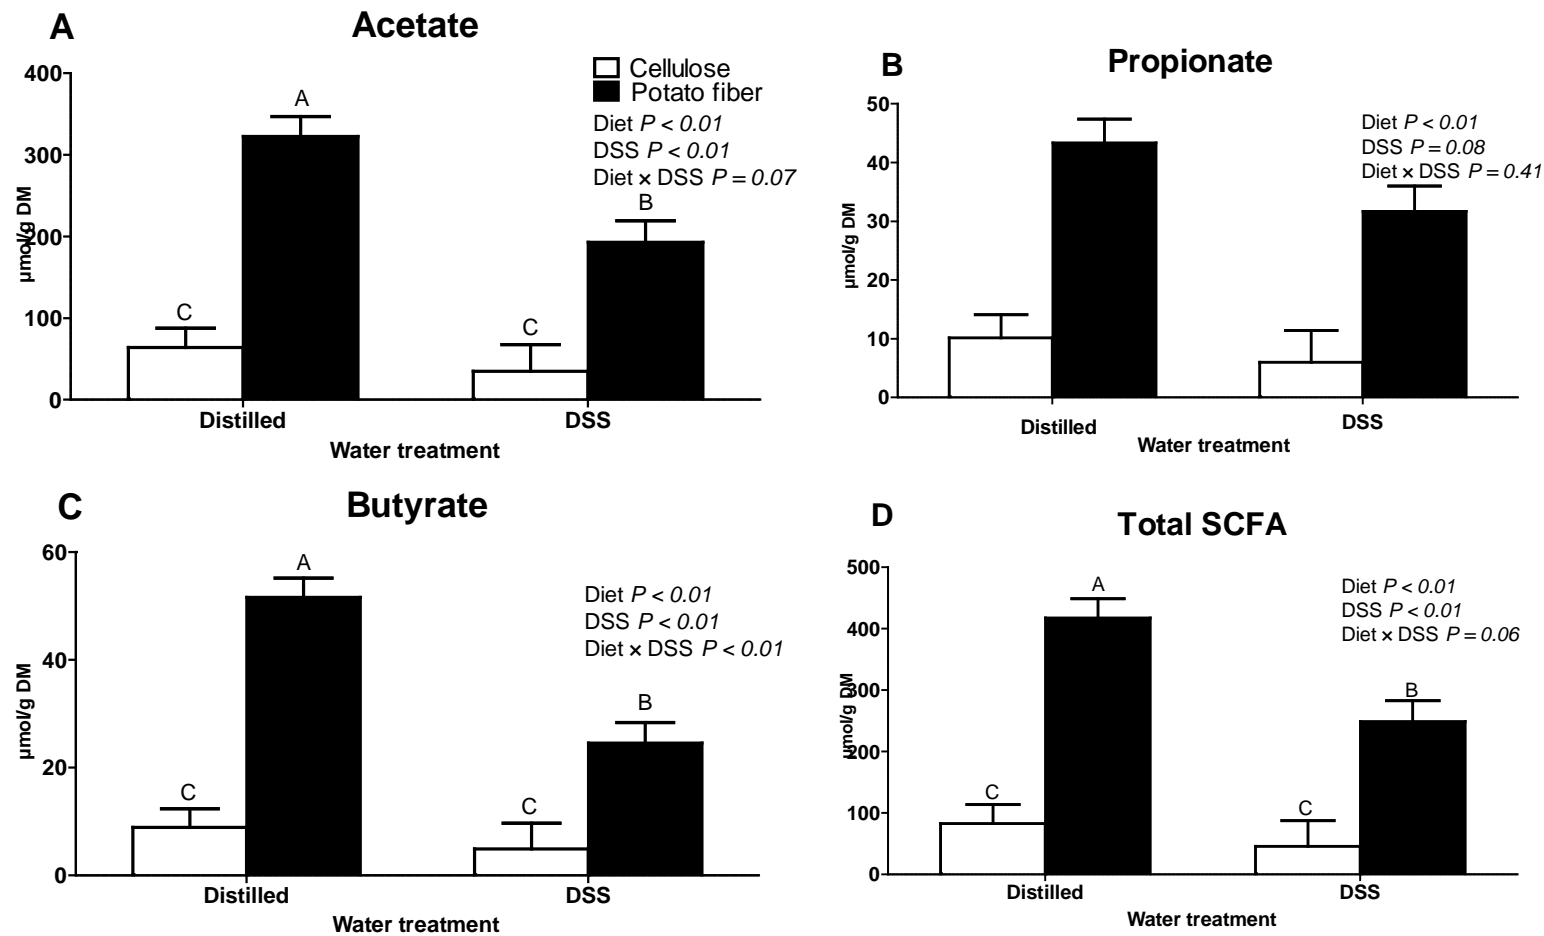 A
Acetate
Cellulose
Potato fiber
Diet P < 0.01
DSS P < 0.01
Diet × DSS P = 0.07
400
300
200
100
0
µmol/g DM
C
A
C
B
Distilled
DSS
Water treatment
B
Propionate
Diet P < 0.01
DSS P = 0.08
Diet × DSS P = 0.41
50
40
30
20
10
0
µmol/g DM
Distilled
DSS
Water treatment
C
Butyrate
Diet P < 0.01
DSS P < 0.01
Diet × DSS P < 0.01
60
40
20
0
µmol/g DM
C
A
C
B
Distilled
DSS
Water treatment
D
Total SCFA
Diet P < 0.01
DSS P < 0.01
Diet × DSS P = 0.06
500
400
300
200
100
0
µmol/g DM
C
A
C
B
Distilled
DSS
Water treatment